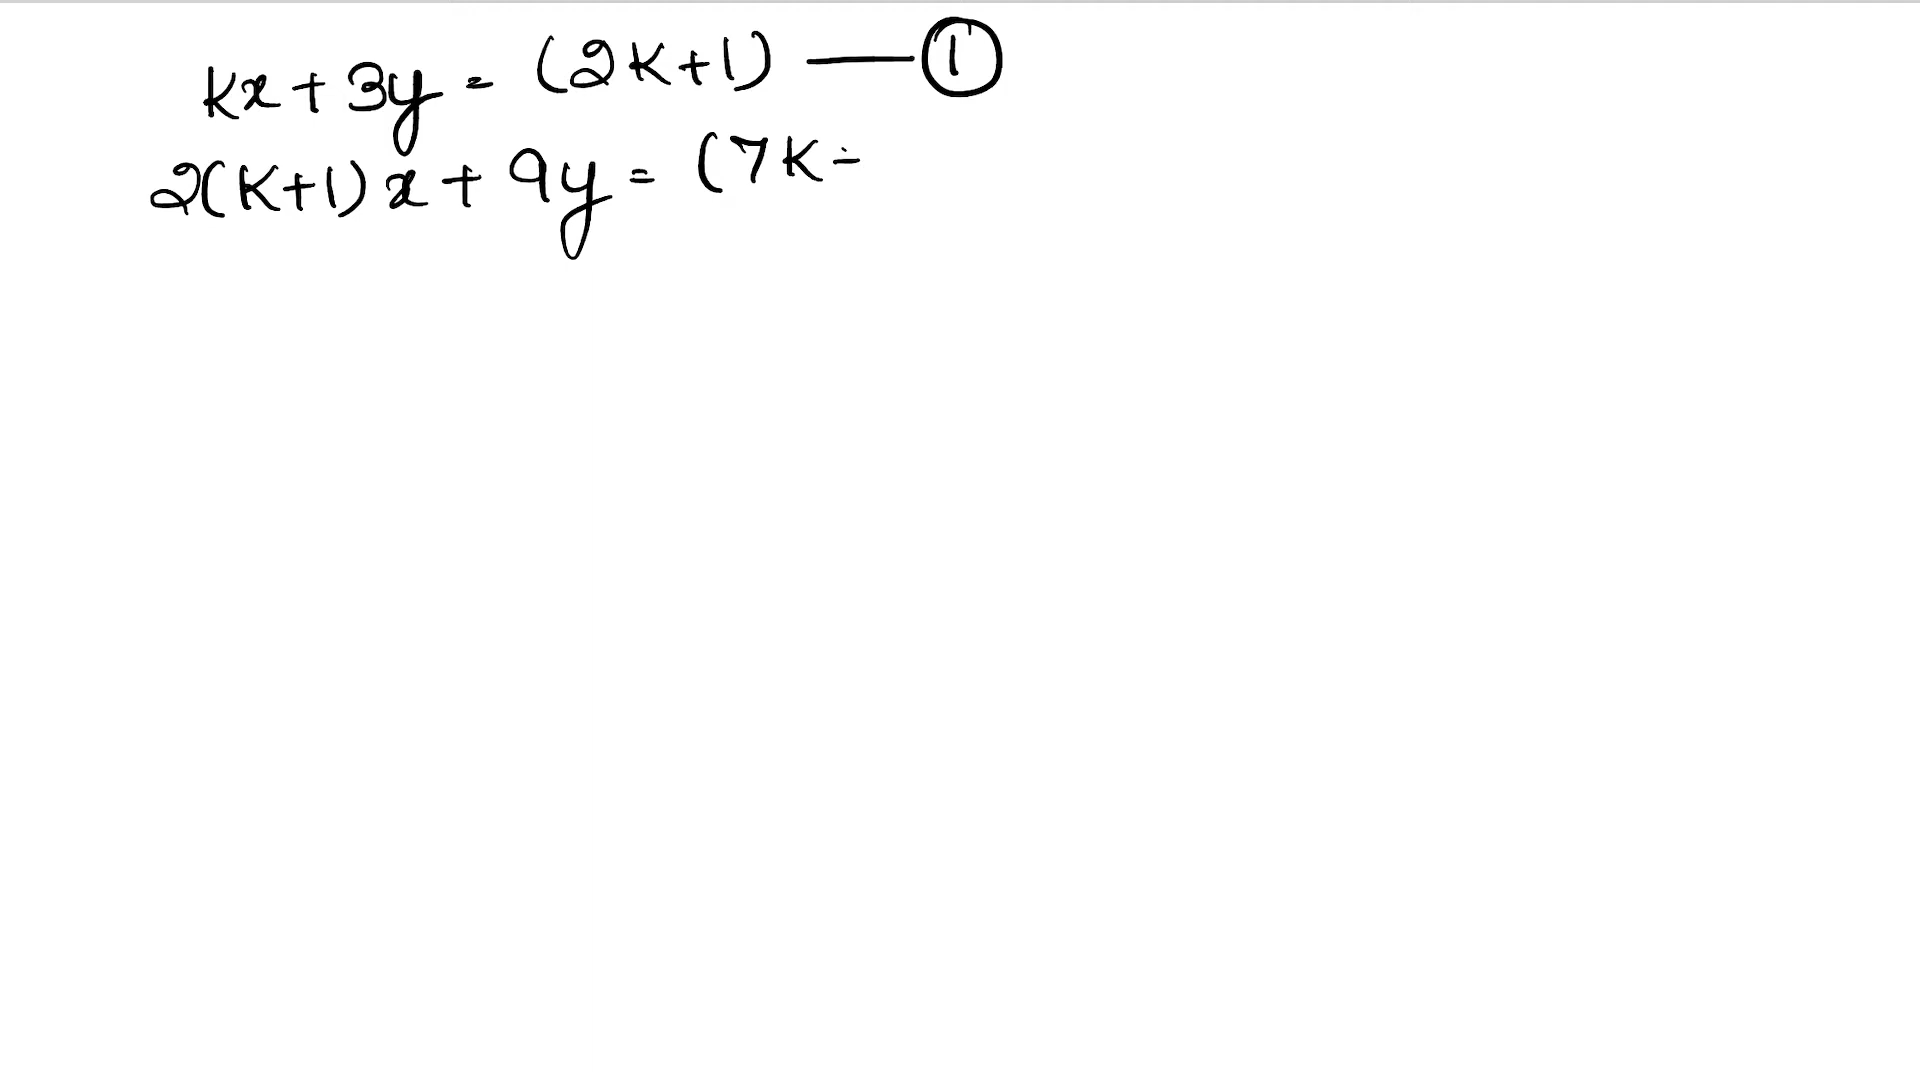 kx + 3y = (2k+1) — ①
2(k+1)x + 9y = (7k ÷